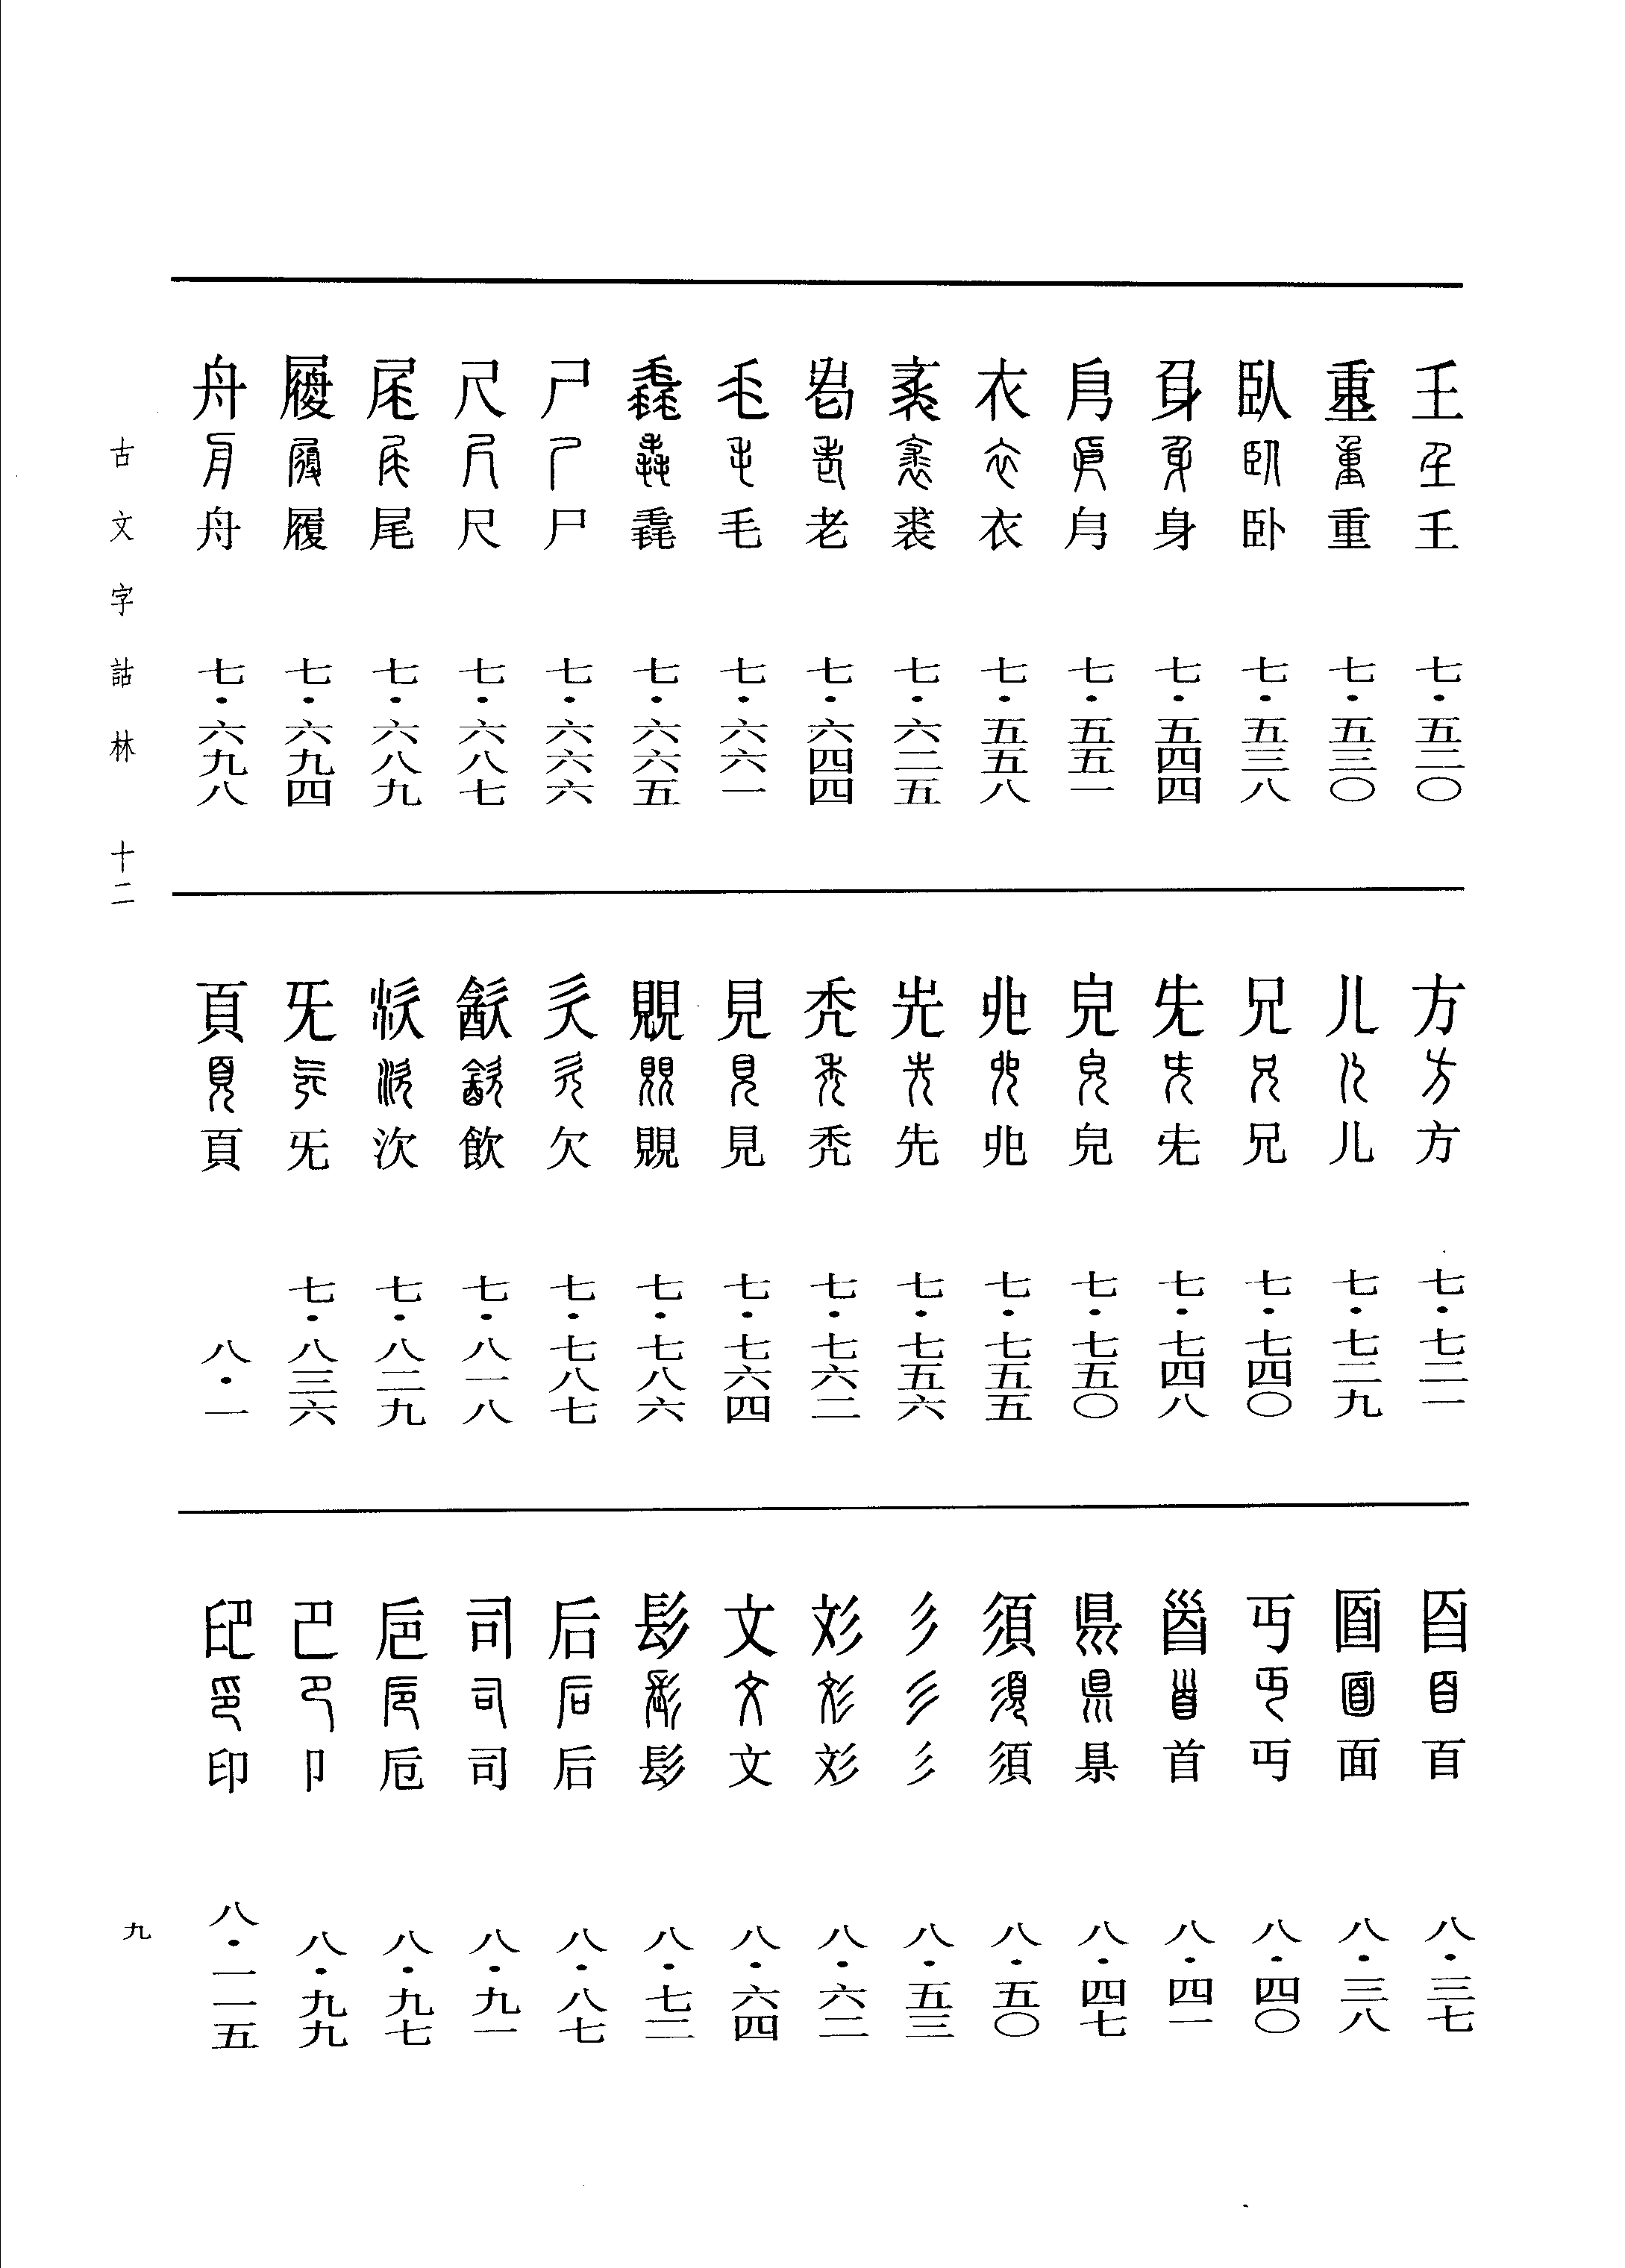 𡈼 𡈼 𡈼 七·五二〇
重 重 重 七·五三〇
臥 臥 卧 七·五三八
身 身 身 七·五四四
㐆 㐆 㐆 七·五五一
衣 衣 衣 七·五五八
裘 裘 裘 七·六二五
老 老 老 七·六四四
毛 毛 毛 七·六六一
毳 毳 毳 七·六六五
尸 尸 尸 七·六六六
尺 尺 尺 七·六八七
尾 尾 尾 七·六八九
履 履 履 七·六九四
舟 舟 舟 七·六九八
方 方 方 七·七二一
儿 儿 儿 七·七二九
兄 兄 兄 七·七四〇
兂 兂 兂 七·七四八
皃 皃 皃 七·七五〇
𠑹 𠑹 𠑹 七·七五五
先 先 先 七·七五六
秃 秃 秃 七·七六二
見 見 見 七·七六四
覞 覞 覞 七·七八六
欠 欠 欠 七·七八七
㱃 㱃 飲 七·八一八
㳄 㳄 㳄 七·八二九
旡 旡 旡 七·八三六
頁 頁 頁 八·一
𦣻 𦣻 百 八·三七
面 面 面 八·三八
丏 丏 丏 八·四〇
𩠐 𩠐 首 八·四一
県 県 県 八·四七
須 須 須 八·五〇
彡 彡 彡 八·五三
彣 彣 彣 八·六二
文 文 文 八·六四
髟 髟 髟 八·七二
后 后 后 八·八七
司 司 司 八·九一
卮 卮 卮 八·九七
卩 卩 卩 八·九九
印 印 印 八·一一五
古文字詁林 十二
九